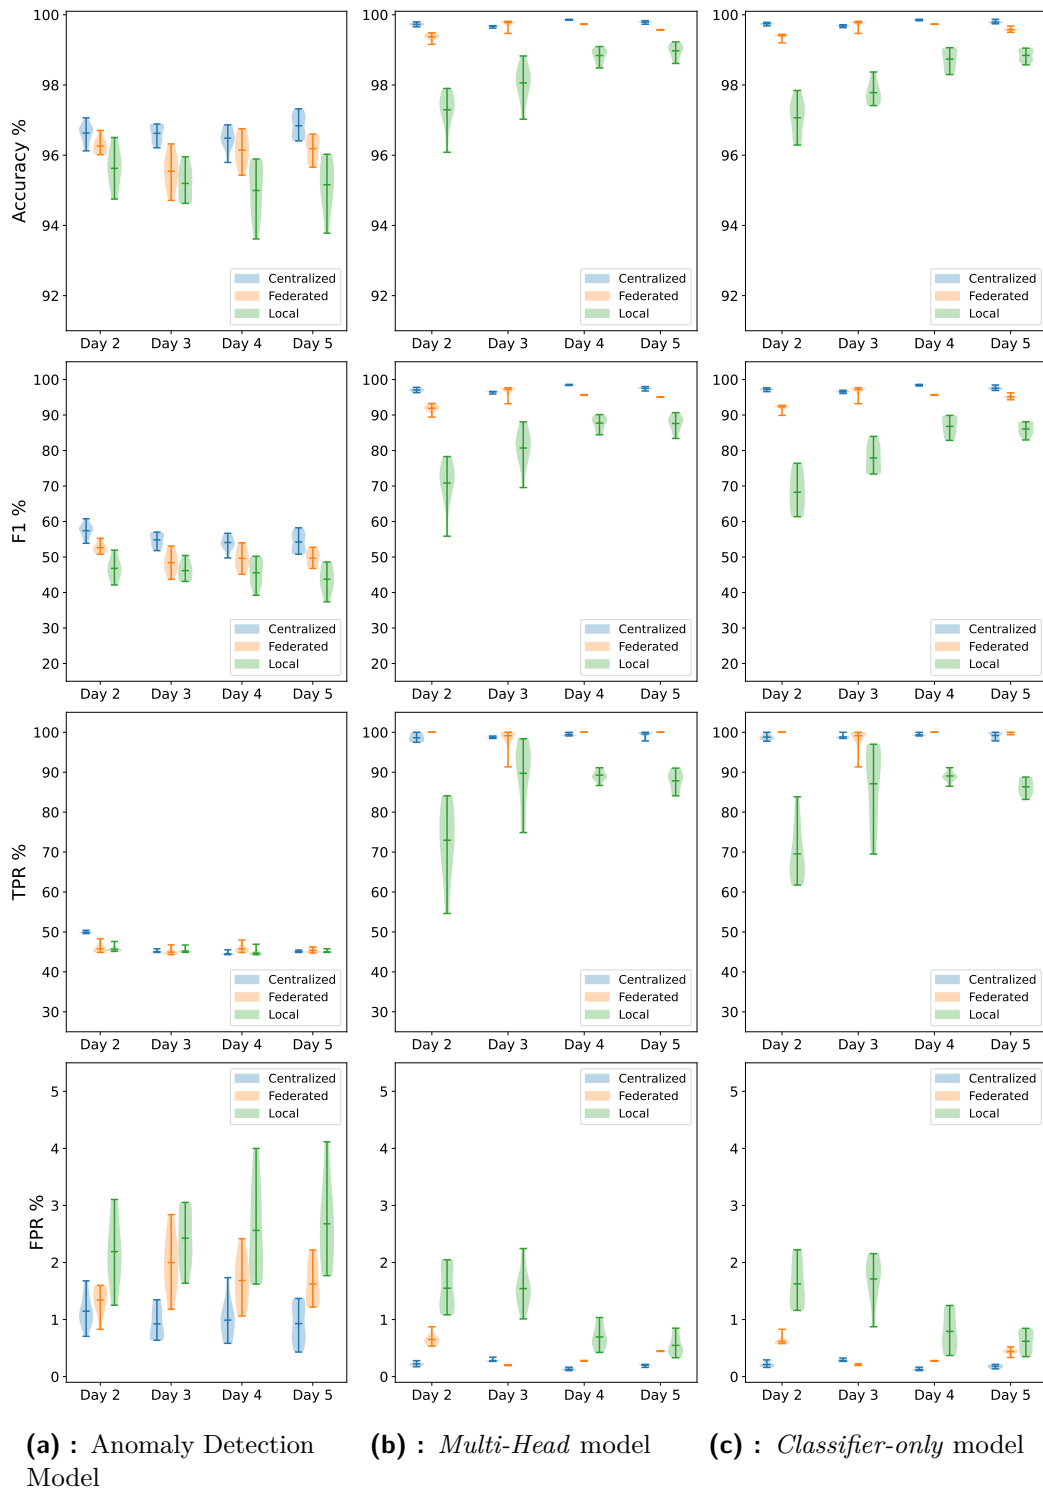 100
98
96
94
92
Accuracy %
Centralized
Federated
Local
Day 2 Day 3 Day 4 Day 5
100
98
96
94
92
Centralized
Federated
Local
Day 2 Day 3 Day 4 Day 5
100
98
96
94
92
Centralized
Federated
Local
Day 2 Day 3 Day 4 Day 5
100
90
80
70
60
50
40
30
20
F1 %
Centralized
Federated
Local
Day 2 Day 3 Day 4 Day 5
100
90
80
70
60
50
40
30
20
Centralized
Federated
Local
Day 2 Day 3 Day 4 Day 5
100
90
80
70
60
50
40
30
20
Centralized
Federated
Local
Day 2 Day 3 Day 4 Day 5
100
90
80
70
60
50
40
30
TPR %
Centralized
Federated
Local
Day 2 Day 3 Day 4 Day 5
100
90
80
70
60
50
40
30
Centralized
Federated
Local
Day 2 Day 3 Day 4 Day 5
100
90
80
70
60
50
40
30
Centralized
Federated
Local
Day 2 Day 3 Day 4 Day 5
5
4
3
2
1
0
FPR %
Centralized
Federated
Local
Day 2 Day 3 Day 4 Day 5
5
4
3
2
1
0
Centralized
Federated
Local
Day 2 Day 3 Day 4 Day 5
5
4
3
2
1
0
Centralized
Federated
Local
Day 2 Day 3 Day 4 Day 5
(a) : Anomaly Detection
Model
(b) : Multi-Head model
(c) : Classifier-only model